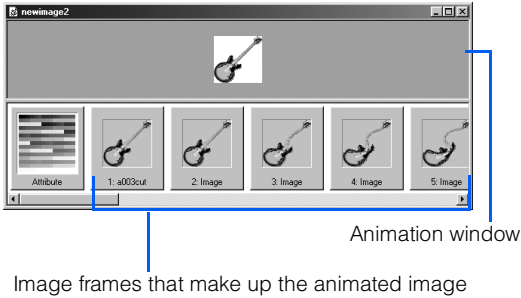 newimage2
Attribute
1: a003cut
2: Image
3: Image
4: Image
5: Image
Animation window
Image frames that make up the animated image